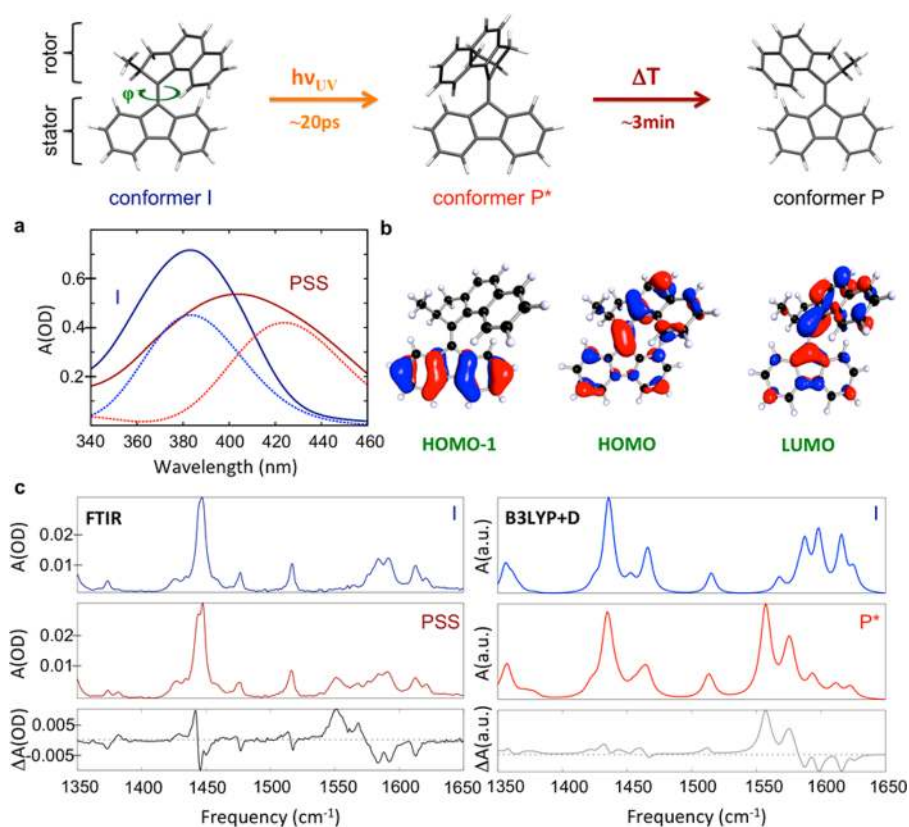 rotor
stator
φ
hνUV
~20ps
ΔT
~3min
conformer I
conformer P*
conformer P
a
b
A(OD)
0.6
0.4
0.2
I
PSS
340 360 380 400 420 440 460
Wavelength (nm)
HOMO-1
HOMO
LUMO
c
FTIR
I
A(OD)
0.02
0.01
PSS
A(OD)
0.02
0.01
ΔA(OD)
0.005
-0.005
1350 1400 1450 1500 1550 1600 1650
Frequency (cm-1)
B3LYP+D
I
A(a.u.)
P*
A(a.u.)
ΔA(a.u.)
1350 1400 1450 1500 1550 1600 1650
Frequency (cm-1)